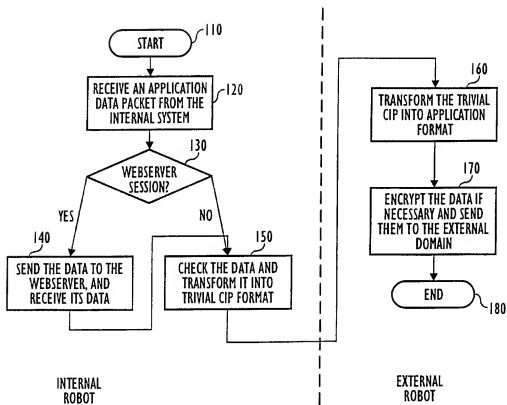 START
110
RECEIVE AN APPLICATION
DATA PACKET FROM THE
INTERNAL SYSTEM
120
WEBSERVER
SESSION?
130
YES
NO
140
SEND THE DATA TO THE
WEBSERVER, AND
RECEIVE ITS DATA
150
CHECK THE DATA AND
TRANSFORM IT INTO
TRIVIAL CIP FORMAT
INTERNAL
ROBOT
160
TRANSFORM THE TRIVIAL
CIP INTO APPLICATION
FORMAT
170
ENCRYPT THE DATA IF
NECESSARY AND SEND
THEM TO THE EXTERNAL
DOMAIN
END
180
EXTERNAL
ROBOT